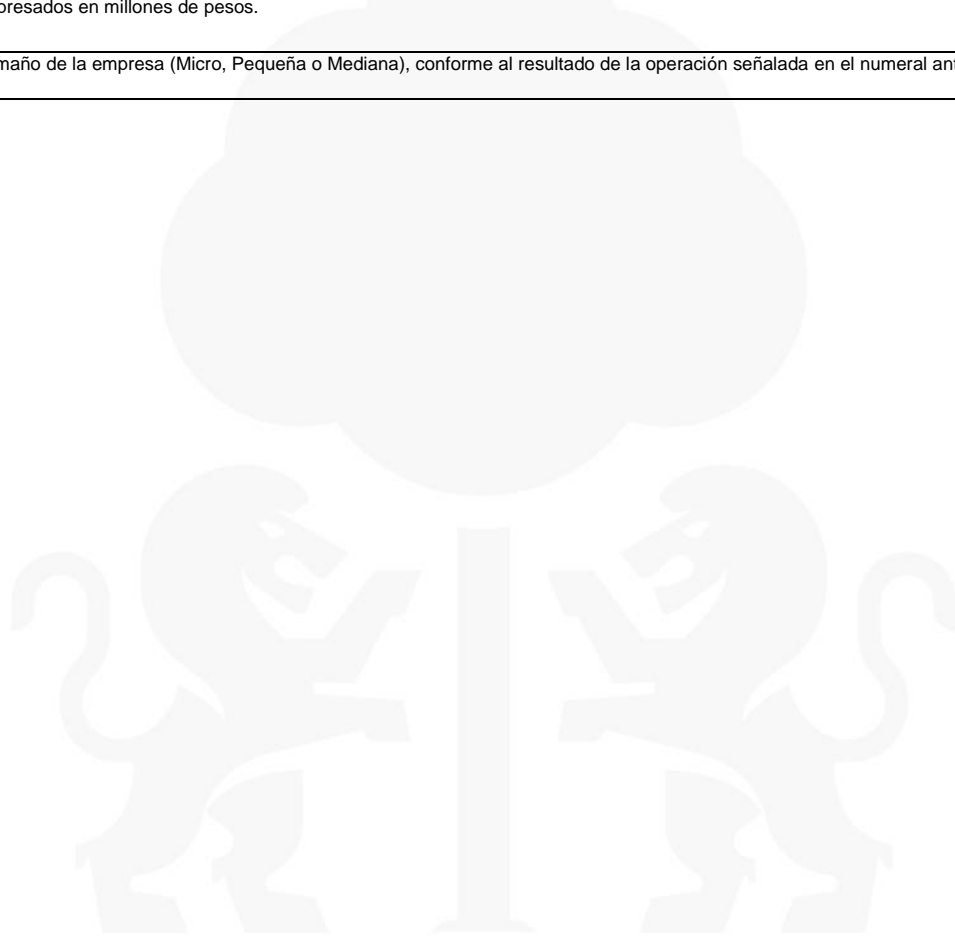 presados en millones de pesos.
maño de la empresa (Micro, Pequeña o Mediana), conforme al resultado de la operación señalada en el numeral ant